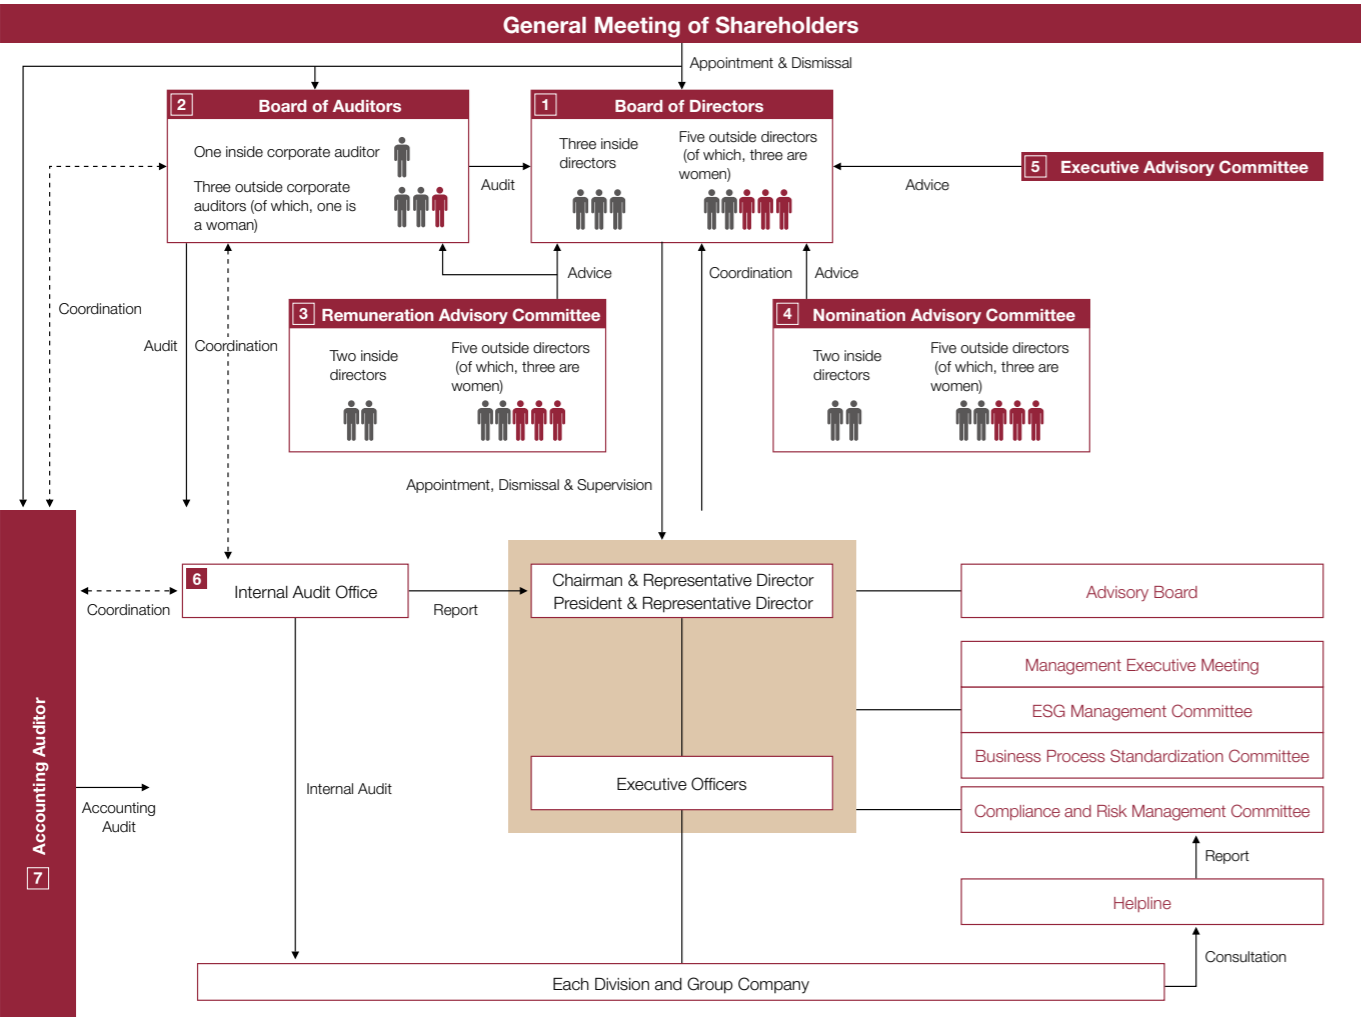 General Meeting of Shareholders
Appointment & Dismissal
2
Board of Auditors
One inside corporate auditor
Three outside corporate
auditors (of which, one is
a woman)
Audit
1
Board of Directors
Three inside
directors
Five outside directors
(of which, three are
women)
Advice
5
Executive Advisory Committee
Coordination
Audit
Coordination
Advice
Coordination
Advice
3
Remuneration Advisory Committee
Two inside
directors
Five outside directors
(of which, three are
women)
4
Nomination Advisory Committee
Two inside
directors
Five outside directors
(of which, three are
women)
Appointment, Dismissal & Supervision
Coordination
6
Internal Audit Office
Report
Chairman & Representative Director
President & Representative Director
Advisory Board
Management Executive Meeting
ESG Management Committee
Business Process Standardization Committee
Executive Officers
Compliance and Risk Management Committee
7
Accounting Auditor
Accounting
Audit
Internal Audit
Report
Helpline
Consultation
Each Division and Group Company